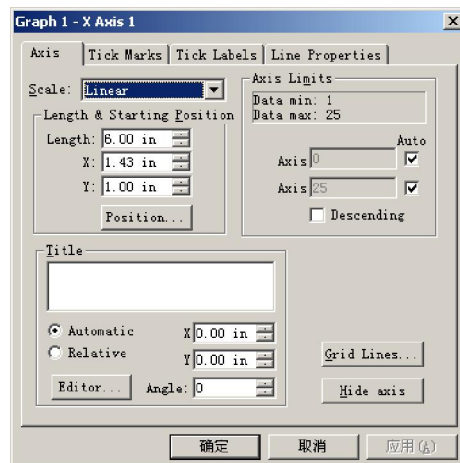 Graph 1 - X Axis 1
Axis
Tick Marks
Tick Labels
Line Properties
Scale: Linear
Length & Starting Position
Length: 6.00 in
X: 1.43 in
Y: 1.00 in
Position...
Axis Limits
Data min: 1
Data max: 25
Auto
Axis 0
Axis 25
Descending
Title
Automatic
Relative
X 0.00 in
Y 0.00 in
Editor...
Angle: 0
Grid Lines...
Hide axis
确定
取消
应用(A)